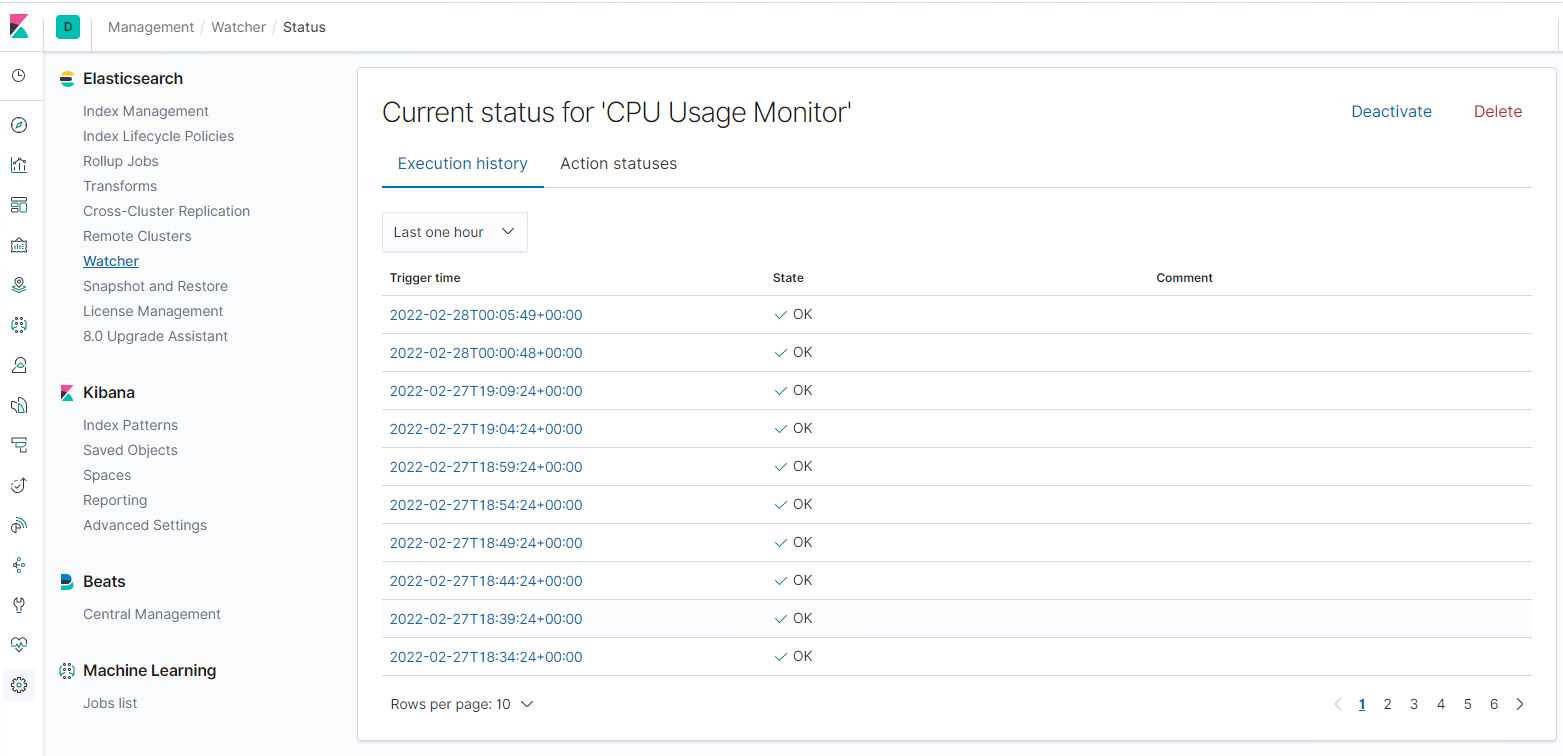 D Management / Watcher / Status
Elasticsearch
Index Management
Index Lifecycle Policies
Rollup Jobs
Transforms
Cross-Cluster Replication
Remote Clusters
Watcher
Snapshot and Restore
License Management
8.0 Upgrade Assistant
Kibana
Index Patterns
Saved Objects
Spaces
Reporting
Advanced Settings
Beats
Central Management
Machine Learning
Jobs list
Current status for 'CPU Usage Monitor'
Deactivate Delete
Execution history Action statuses
Last one hour
Trigger time State Comment
2022-02-28T00:05:49+00:00 OK
2022-02-28T00:00:48+00:00 OK
2022-02-27T19:09:24+00:00 OK
2022-02-27T19:04:24+00:00 OK
2022-02-27T18:59:24+00:00 OK
2022-02-27T18:54:24+00:00 OK
2022-02-27T18:49:24+00:00 OK
2022-02-27T18:44:24+00:00 OK
2022-02-27T18:39:24+00:00 OK
2022-02-27T18:34:24+00:00 OK
Rows per page: 10
1 2 3 4 5 6